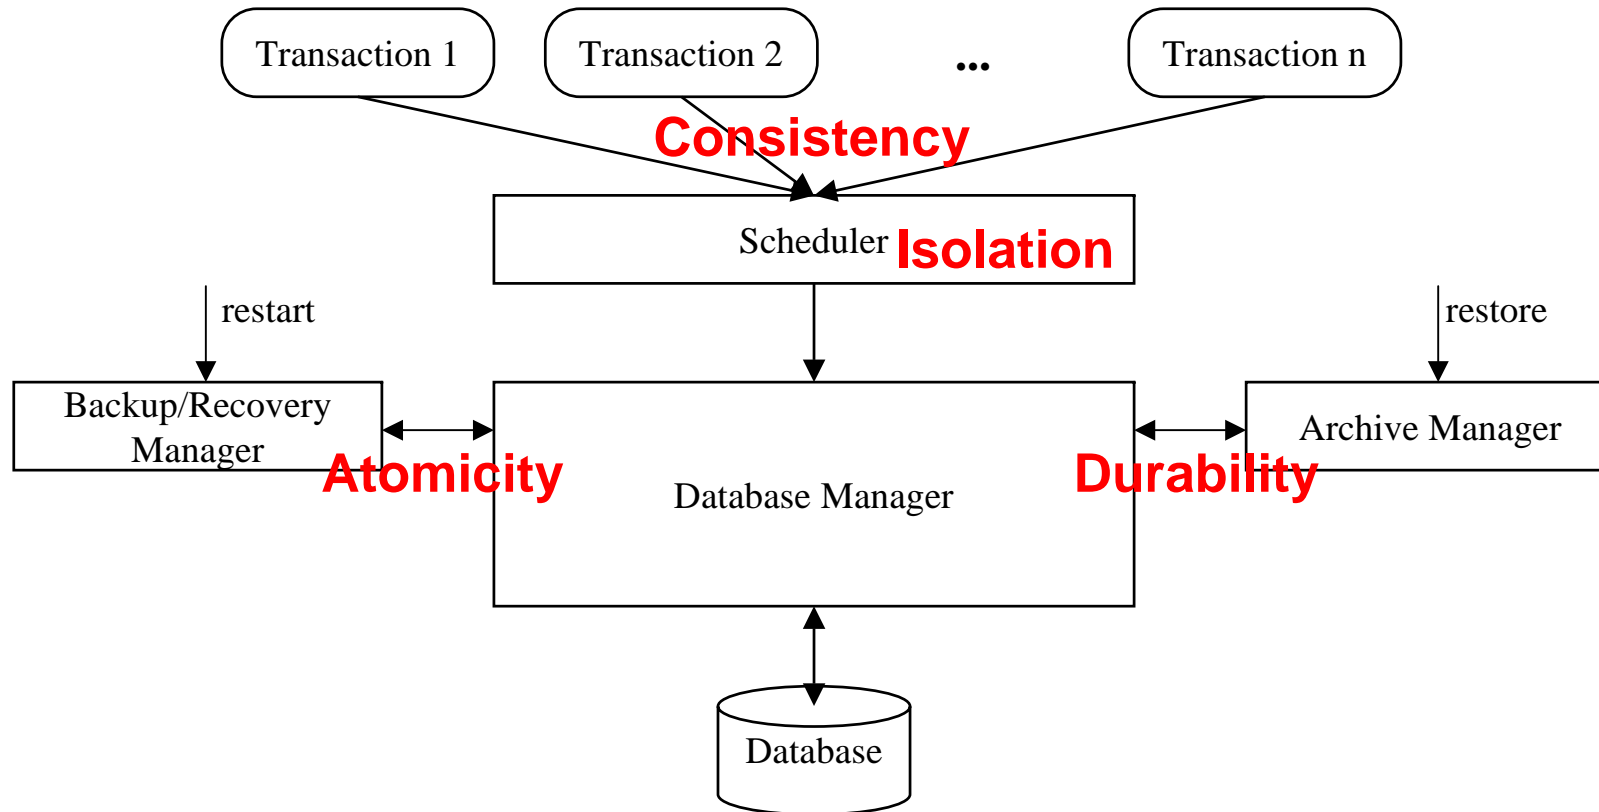 Transaction 1
Transaction 2
...
Transaction n
Consistency
Scheduler
Isolation
restart
restore
Backup/Recovery
Manager
Archive Manager
Atomicity
Durability
Database Manager
Database